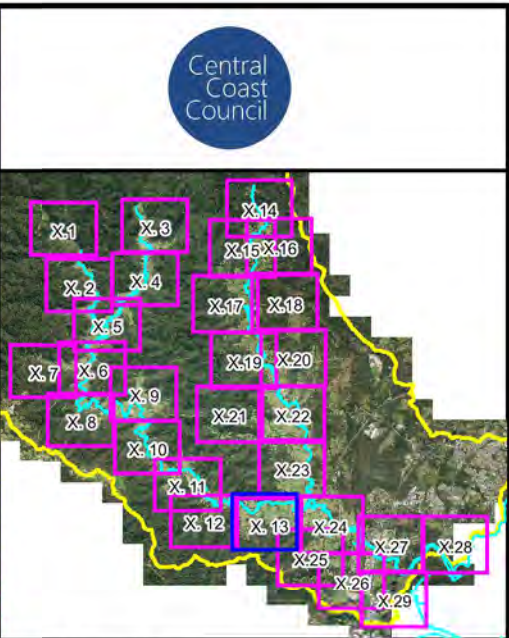 Central
Coast
Council
X.1
X. 3
X.14
X.15
X.16
X. 2
X. 4
X.17
X.18
X. 5
X. 7
X. 6
X.19
X.20
X. 8
X. 9
X.21
X.22
X. 10
X.23
X. 11
X. 12
X. 13
X.24
X.25
X.27
X.28
X.26
X.29